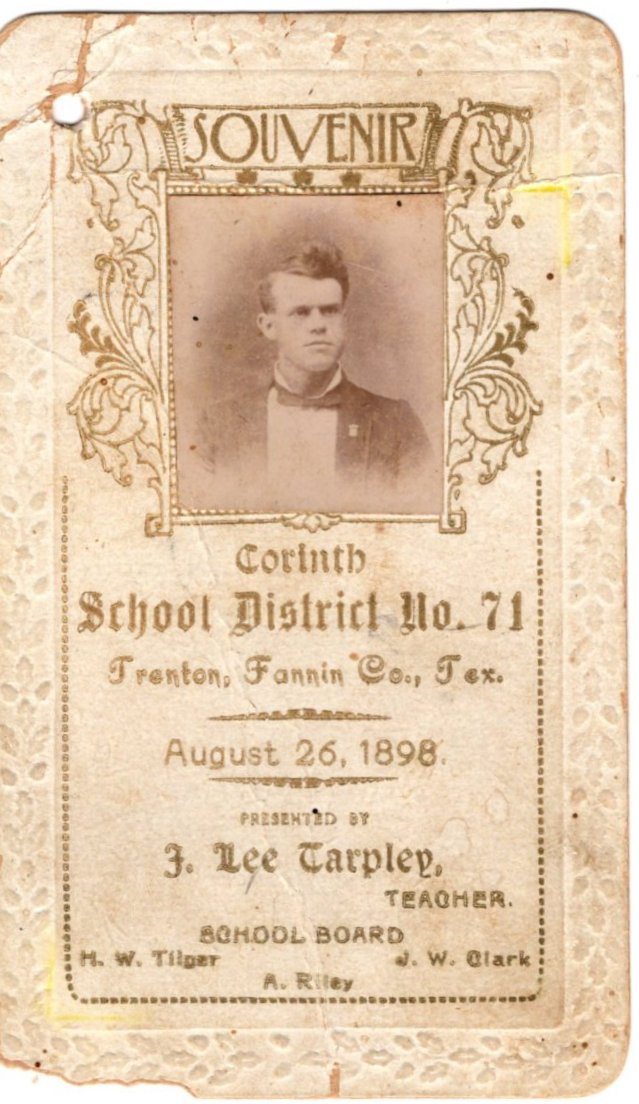 SOUVENIR
Corinth
School District No. 71
Trenton, Fannin Co., Tex.
August 26, 1898.
PRESENTED BY
J. Lee Tarpley,
TEACHER.
SCHOOL BOARD
H. W. Tilger J. W. Clark
A. Riley